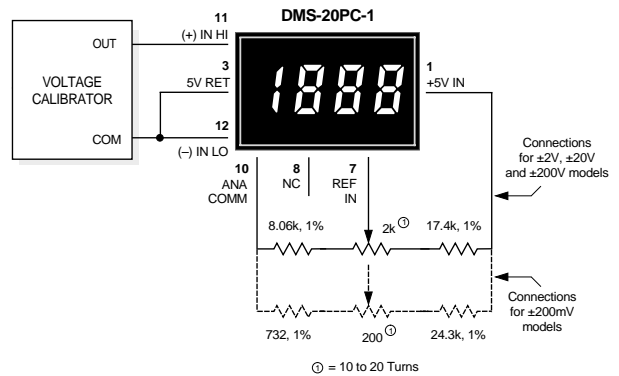 DMS-20PC-1
11
(+) IN HI
OUT
3
5V RET
1
+5V IN
1888
VOLTAGE
CALIBRATOR
COM
12
(–) IN LO
10
ANA
COMM
8
NC
7
REF
IN
Connections
for ±2V, ±20V
and ±200V models
8.06k, 1%
2k ①
17.4k, 1%
Connections
for ±200mV
models
732, 1%
200 ①
24.3k, 1%
① = 10 to 20 Turns